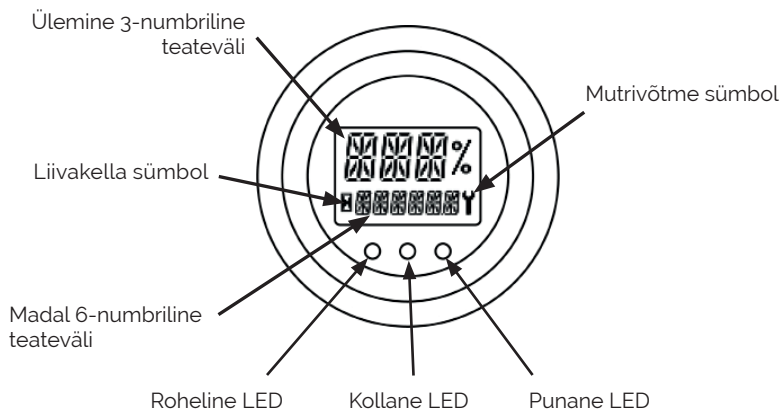 Ülemine 3-numbriline
teateväli
Mutrivõtme sümbol
%
Liivakella sümbol
Madal 6-numbriline
teateväli
Roheline LED
Kollane LED
Punane LED